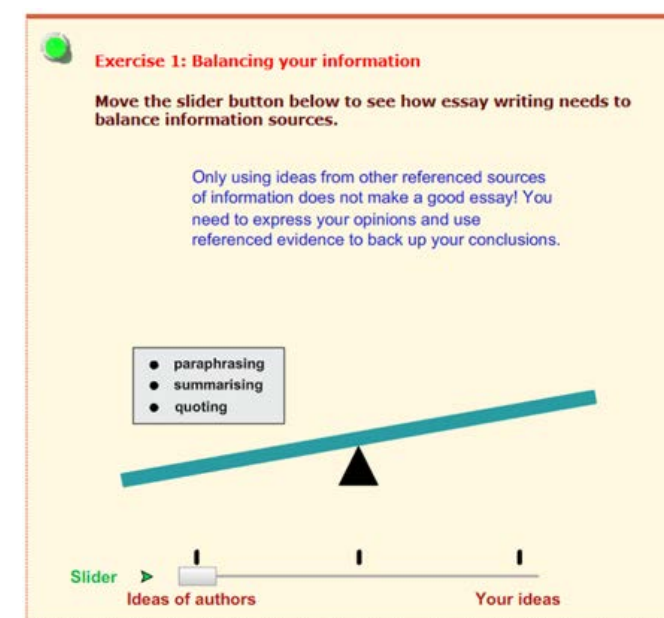 Exercise 1: Balancing your information
Move the slider button below to see how essay writing needs to
balance information sources.
Only using ideas from other referenced sources
of information does not make a good essay! You
need to express your opinions and use
referenced evidence to back up your conclusions.
• paraphrasing
• summarising
• quoting
Slider
Ideas of authors
Your ideas